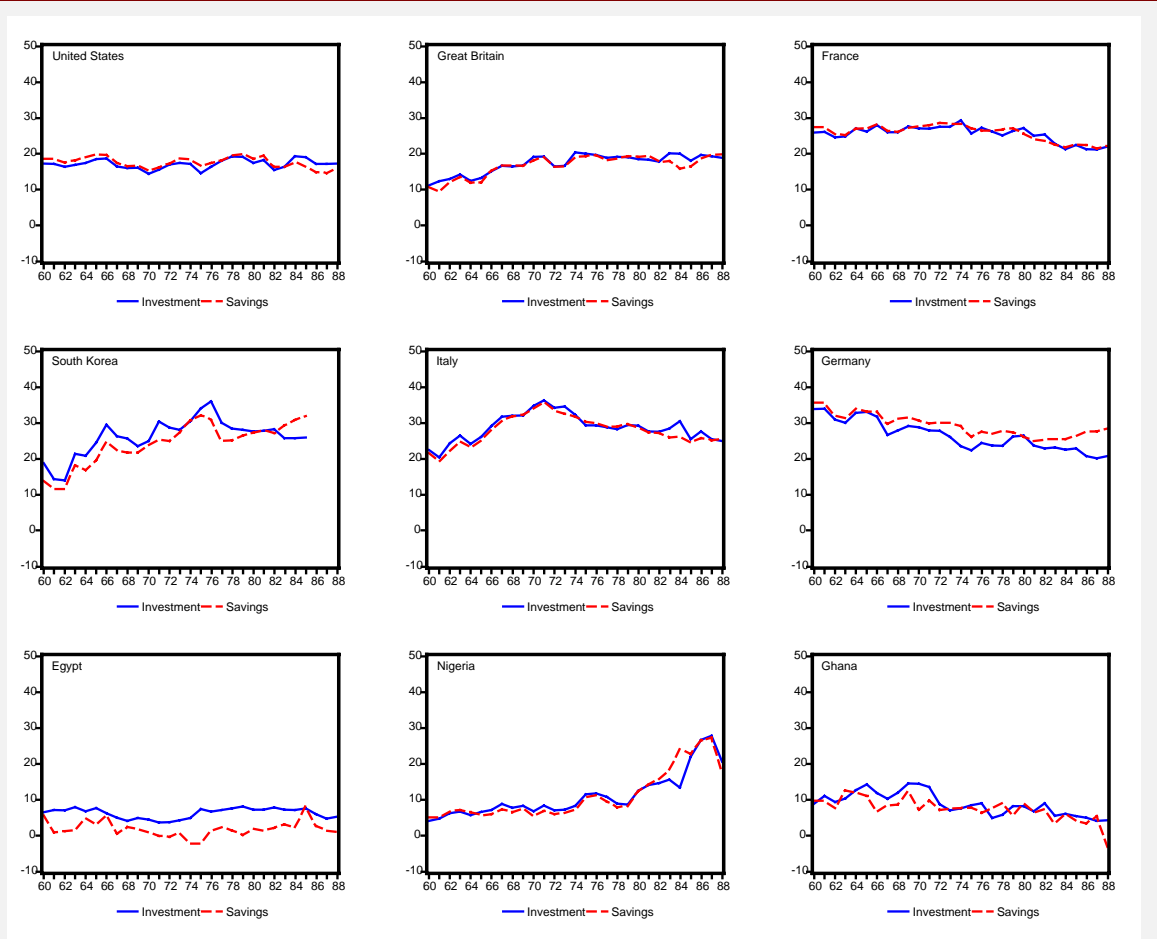 50 50 50
United States Great Britain France
40 40 40
30 30 30
20 20 20
10 10 10
0 0 0
-10 -10 -10
60 62 64 66 68 70 72 74 76 78 80 82 84 86 88 60 62 64 66 68 70 72 74 76 78 80 82 84 86 88 60 62 64 66 68 70 72 74 76 78 80 82 84 86 88
Investment Savings Investment Savings Invstment Savings
50 50 50
South Korea Italy Germany
40 40 40
30 30 30
20 20 20
10 10 10
0 0 0
-10 -10 -10
60 62 64 66 68 70 72 74 76 78 80 82 84 86 88 60 62 64 66 68 70 72 74 76 78 80 82 84 86 88 60 62 64 66 68 70 72 74 76 78 80 82 84 86 88
Investment Savings Investment Savings Investment Savings
50 50 50
Egypt Nigeria Ghana
40 40 40
30 30 30
20 20 20
10 10 10
0 0 0
-10 -10 -10
60 62 64 66 68 70 72 74 76 78 80 82 84 86 88 60 62 64 66 68 70 72 74 76 78 80 82 84 86 88 60 62 64 66 68 70 72 74 76 78 80 82 84 86 88
Investment Savings Investment Savings Investment Savings